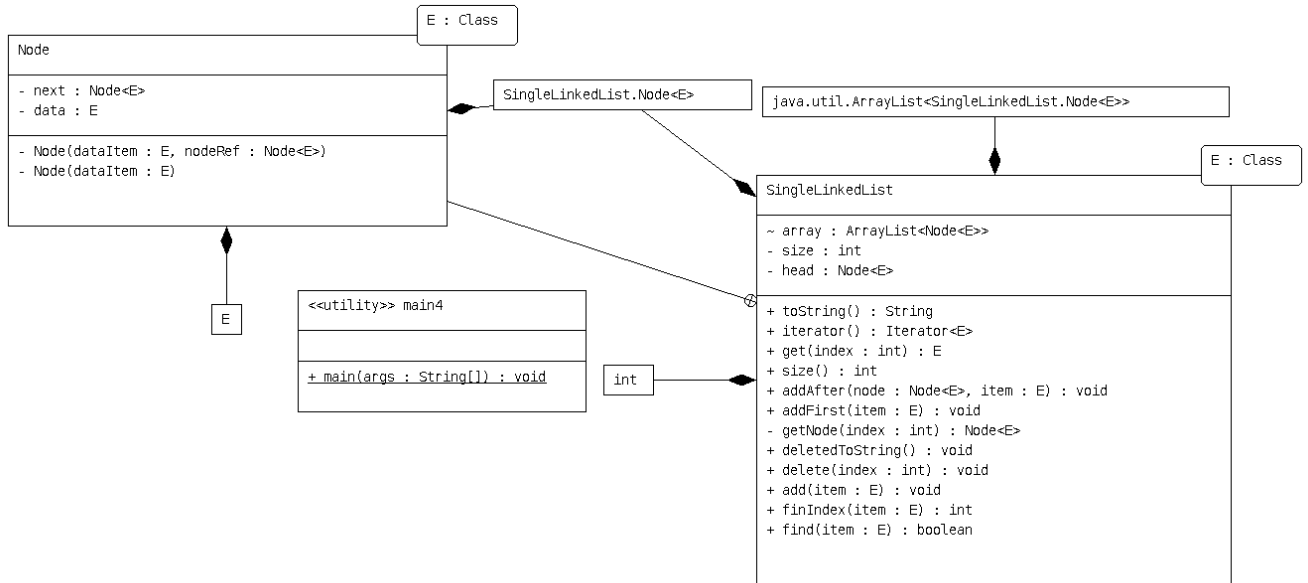 E : Class
Node
- next : Node<E>
- data : E
- Node(dataItem : E, nodeRef : Node<E>)
- Node(dataItem : E)
SingleLinkedList.Node<E>
java.util.ArrayList<SingleLinkedList.Node<E>>
E : Class
SingleLinkedList
~ array : ArrayList<Node<E>>
- size : int
- head : Node<E>
+ toString() : String
+ iterator() : Iterator<E>
+ get(index : int) : E
+ size() : int
+ addAfter(node : Node<E>, item : E) : void
+ addFirst(item : E) : void
- getNode(index : int) : Node<E>
+ deletedToString() : void
+ delete(index : int) : void
+ add(item : E) : void
+ finIndex(item : E) : int
+ find(item : E) : boolean
E
<<utility>> main4
+ main(args : String[]) : void
int